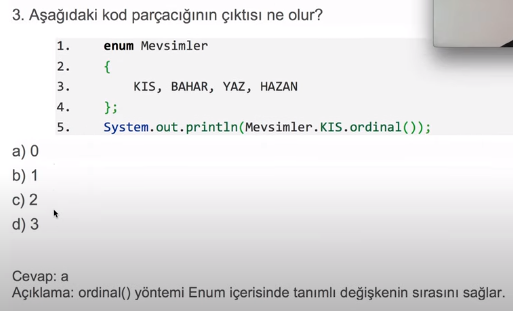 3. Aşağıdaki kod parçacığının çıktısı ne olur?
1. enum Mevsimler
2. {
3. KIS, BAHAR, YAZ, HAZAN
4. };
5. System.out.println(Mevsimler.KIS.ordinal());
a) 0
b) 1
c) 2
d) 3
Cevap: a
Açıklama: ordinal() yöntemi Enum içerisinde tanımlı değişkenin sırasını sağlar.